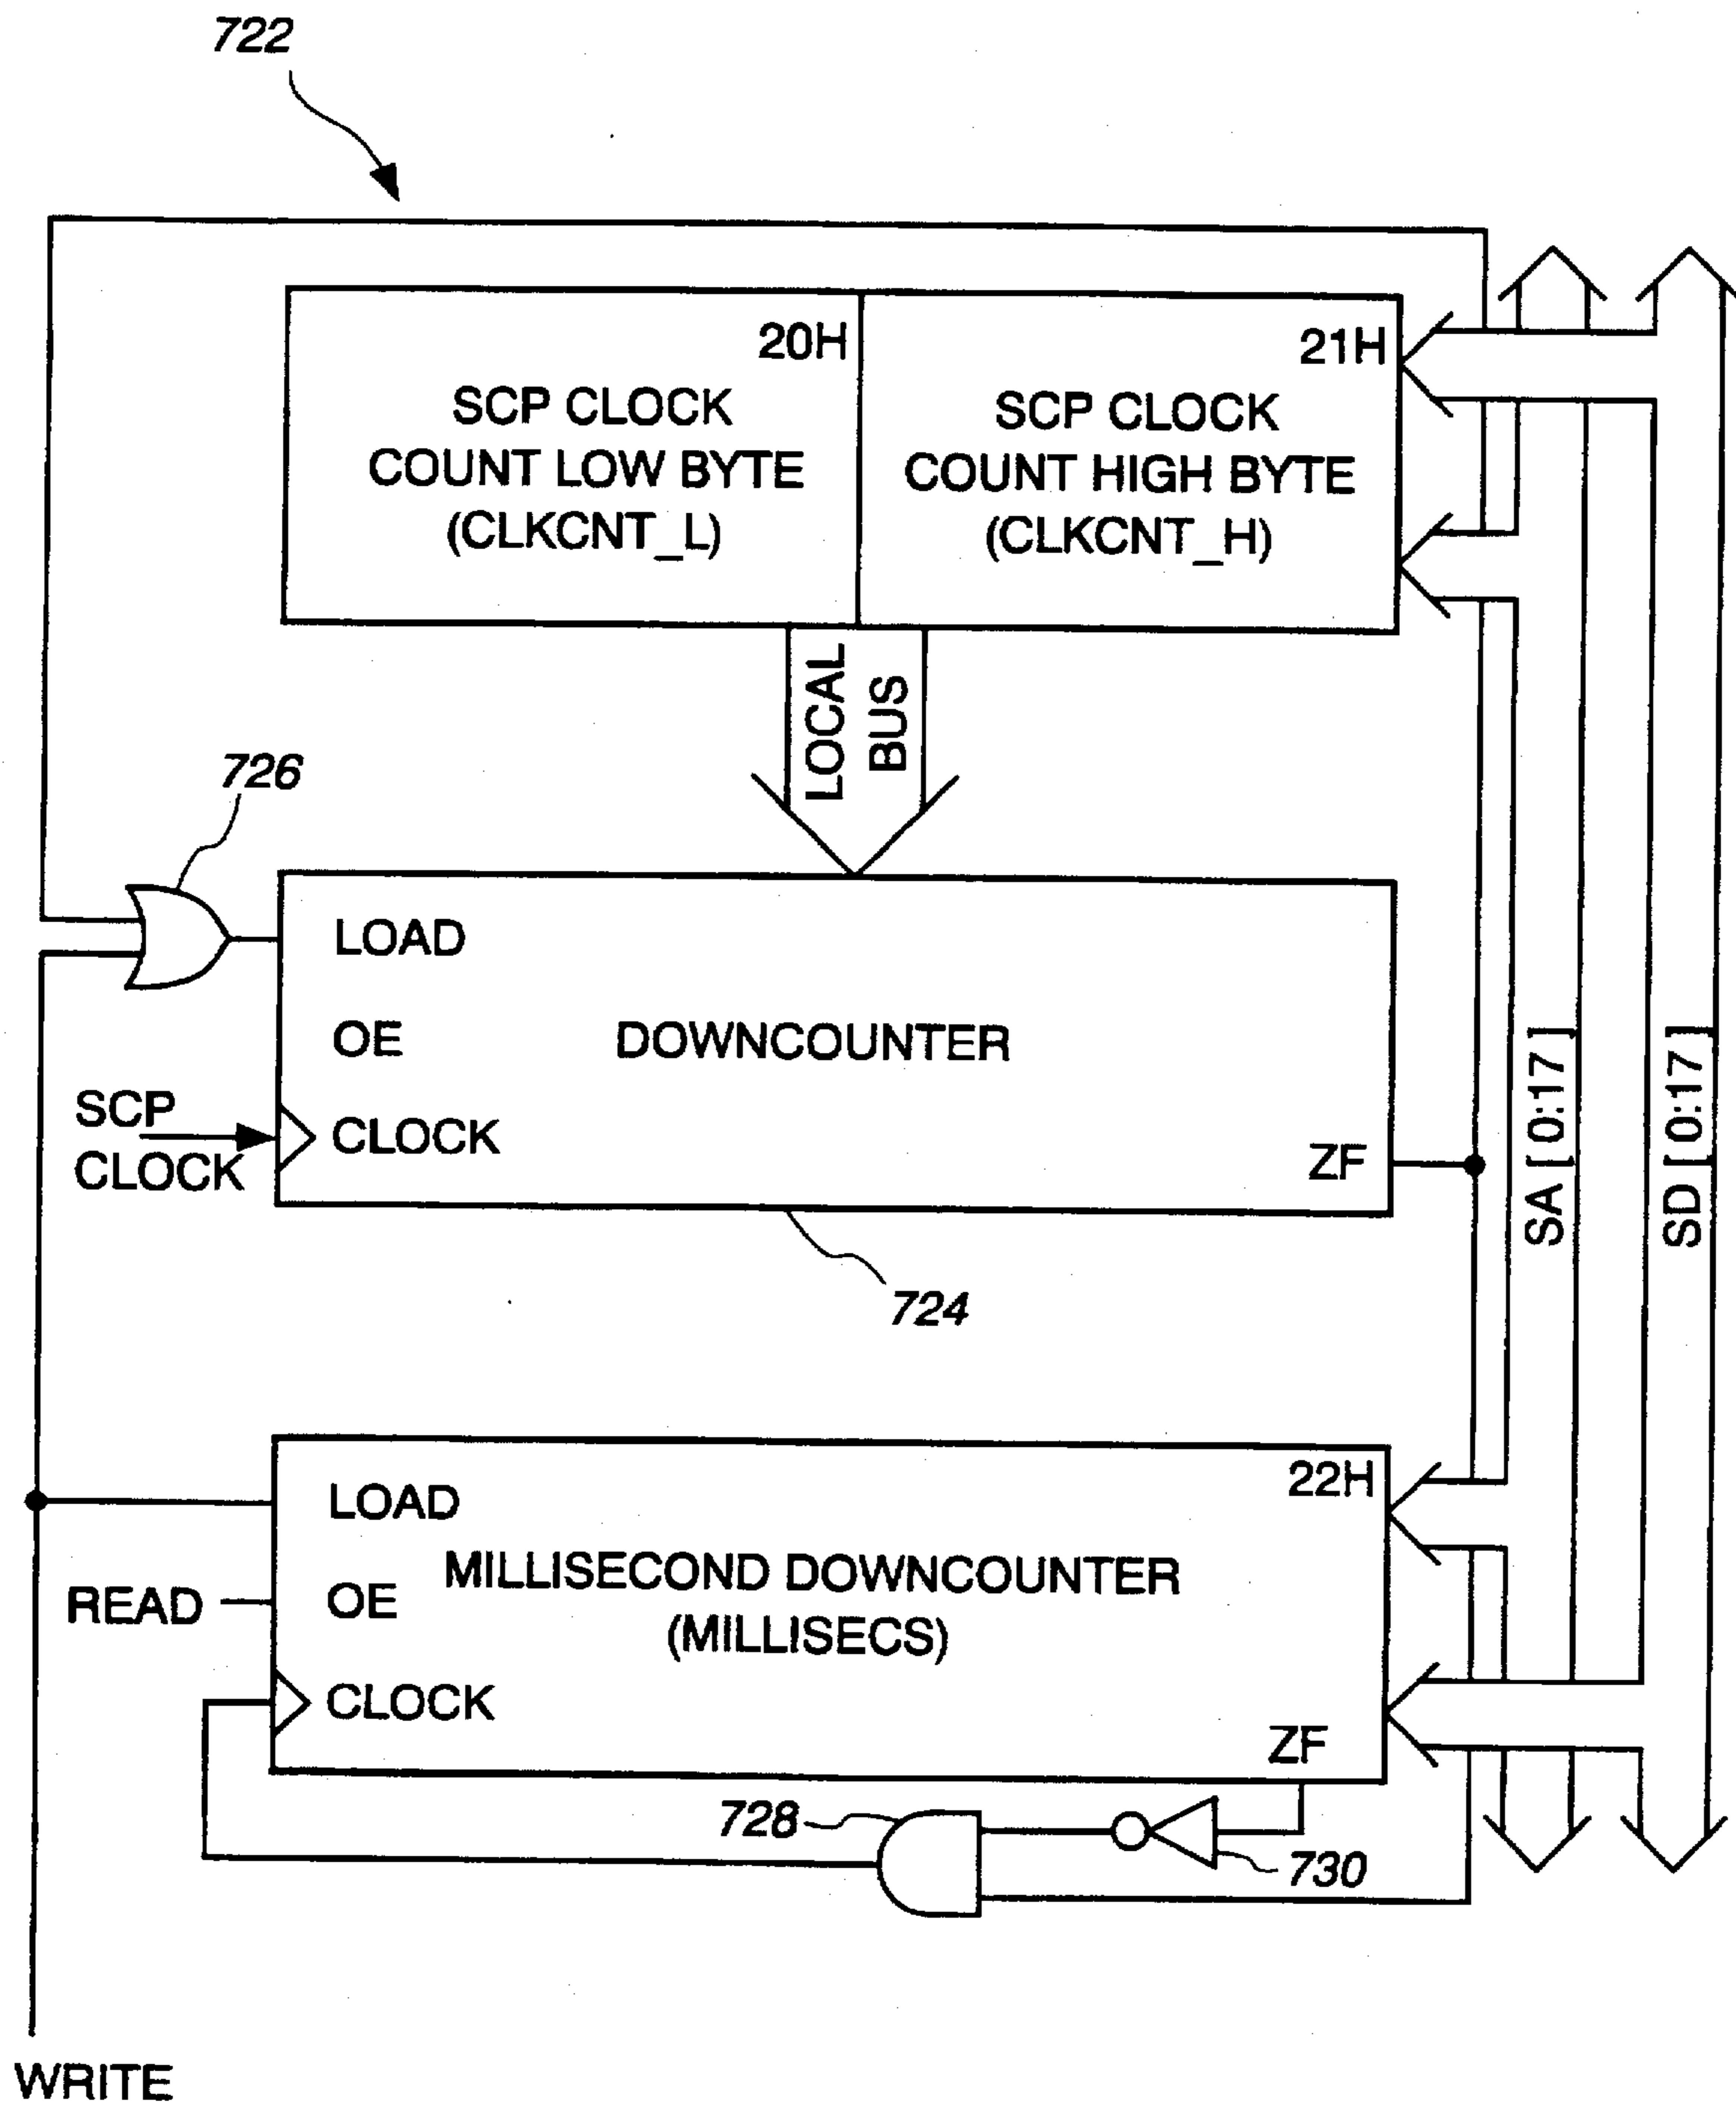 722
20H
SCP CLOCK
COUNT LOW BYTE
(CLKCNT_L)
21H
SCP CLOCK
COUNT HIGH BYTE
(CLKCNT_H)
LOCAL
BUS
726
LOAD
OE
DOWNCOUNTER
SCP
CLOCK
CLOCK
ZF
724
SA [ 0:17 ]
SD [ 0:17 ]
22H
LOAD
MILLISECOND DOWNCOUNTER
(MILLISECS)
READ
OE
CLOCK
ZF
728
730
WRITE